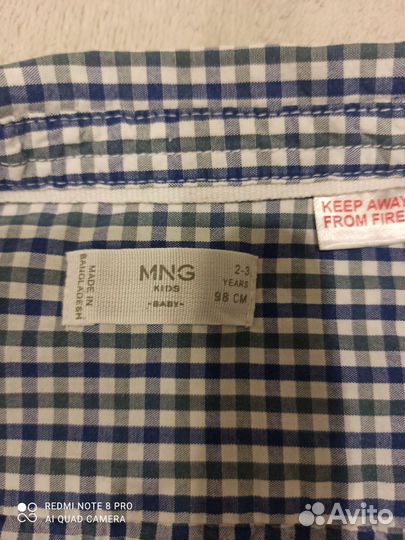 KEEP AWAY
FROM FIRE
MADE IN
BANGLADESH
MNG
KIDS
-BABY-
2-3
YEARS
98 CM
REDMI NOTE 8 PRO
AI QUAD CAMERA
Avito